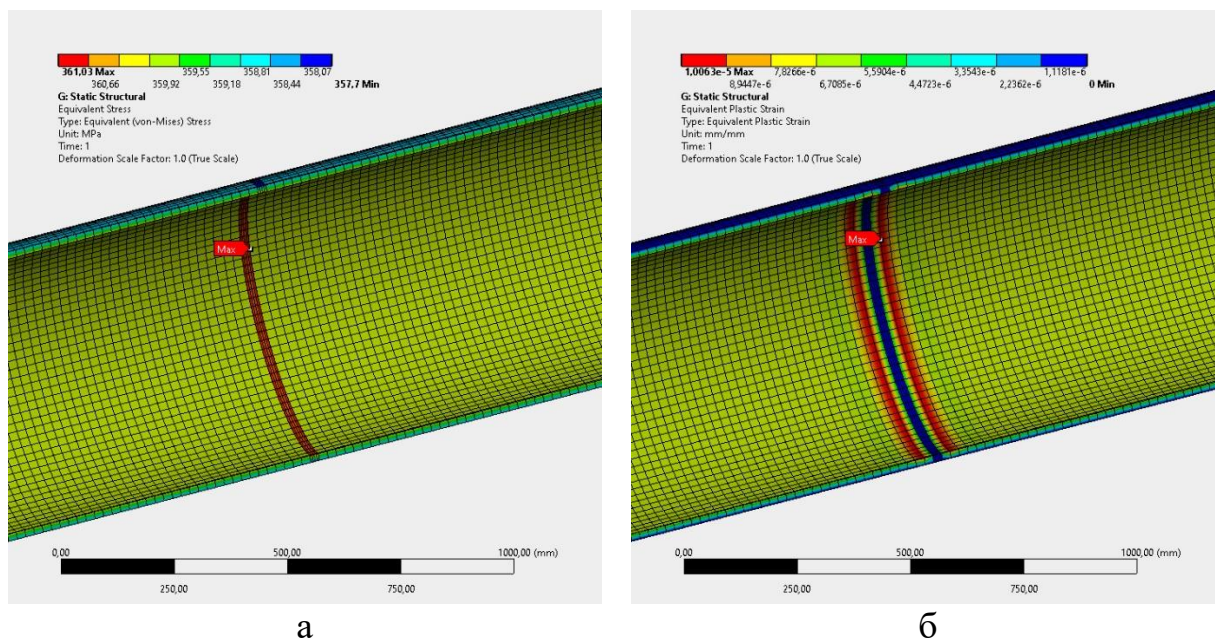 361,03 Max 359,55 358,81 358,07
360,66 359,92 359,18 358,44 357,7 Min
G: Static Structural
Equivalent Stress
Type: Equivalent (von-Mises) Stress
Unit: MPa
Time: 1
Deformation Scale Factor: 1.0 (True Scale)
Max
0,00 500,00 1000,00 (mm)
250,00 750,00
а
1,0063e-5 Max 7,8266e-6 5,5904e-6 3,3543e-6 1,1181e-6
8,9447e-6 6,7085e-6 4,4723e-6 2,2362e-6 0 Min
G: Static Structural
Equivalent Plastic Strain
Type: Equivalent Plastic Strain
Unit: mm/mm
Time: 1
Deformation Scale Factor: 1.0 (True Scale)
Max
0,00 500,00 1000,00 (mm)
250,00 750,00
б